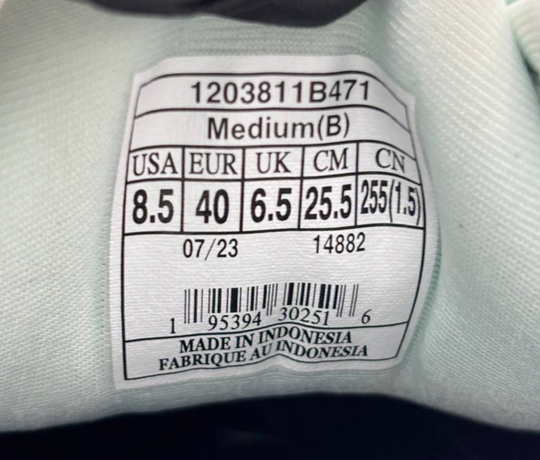 1203811B471
Medium(B)
USA EUR UK CM CN
8.5 40 6.5 25.5 255(1.5)
07/23 14882
1 95394 30251 6
MADE IN INDONESIA
FABRIQUE AU INDONESIA